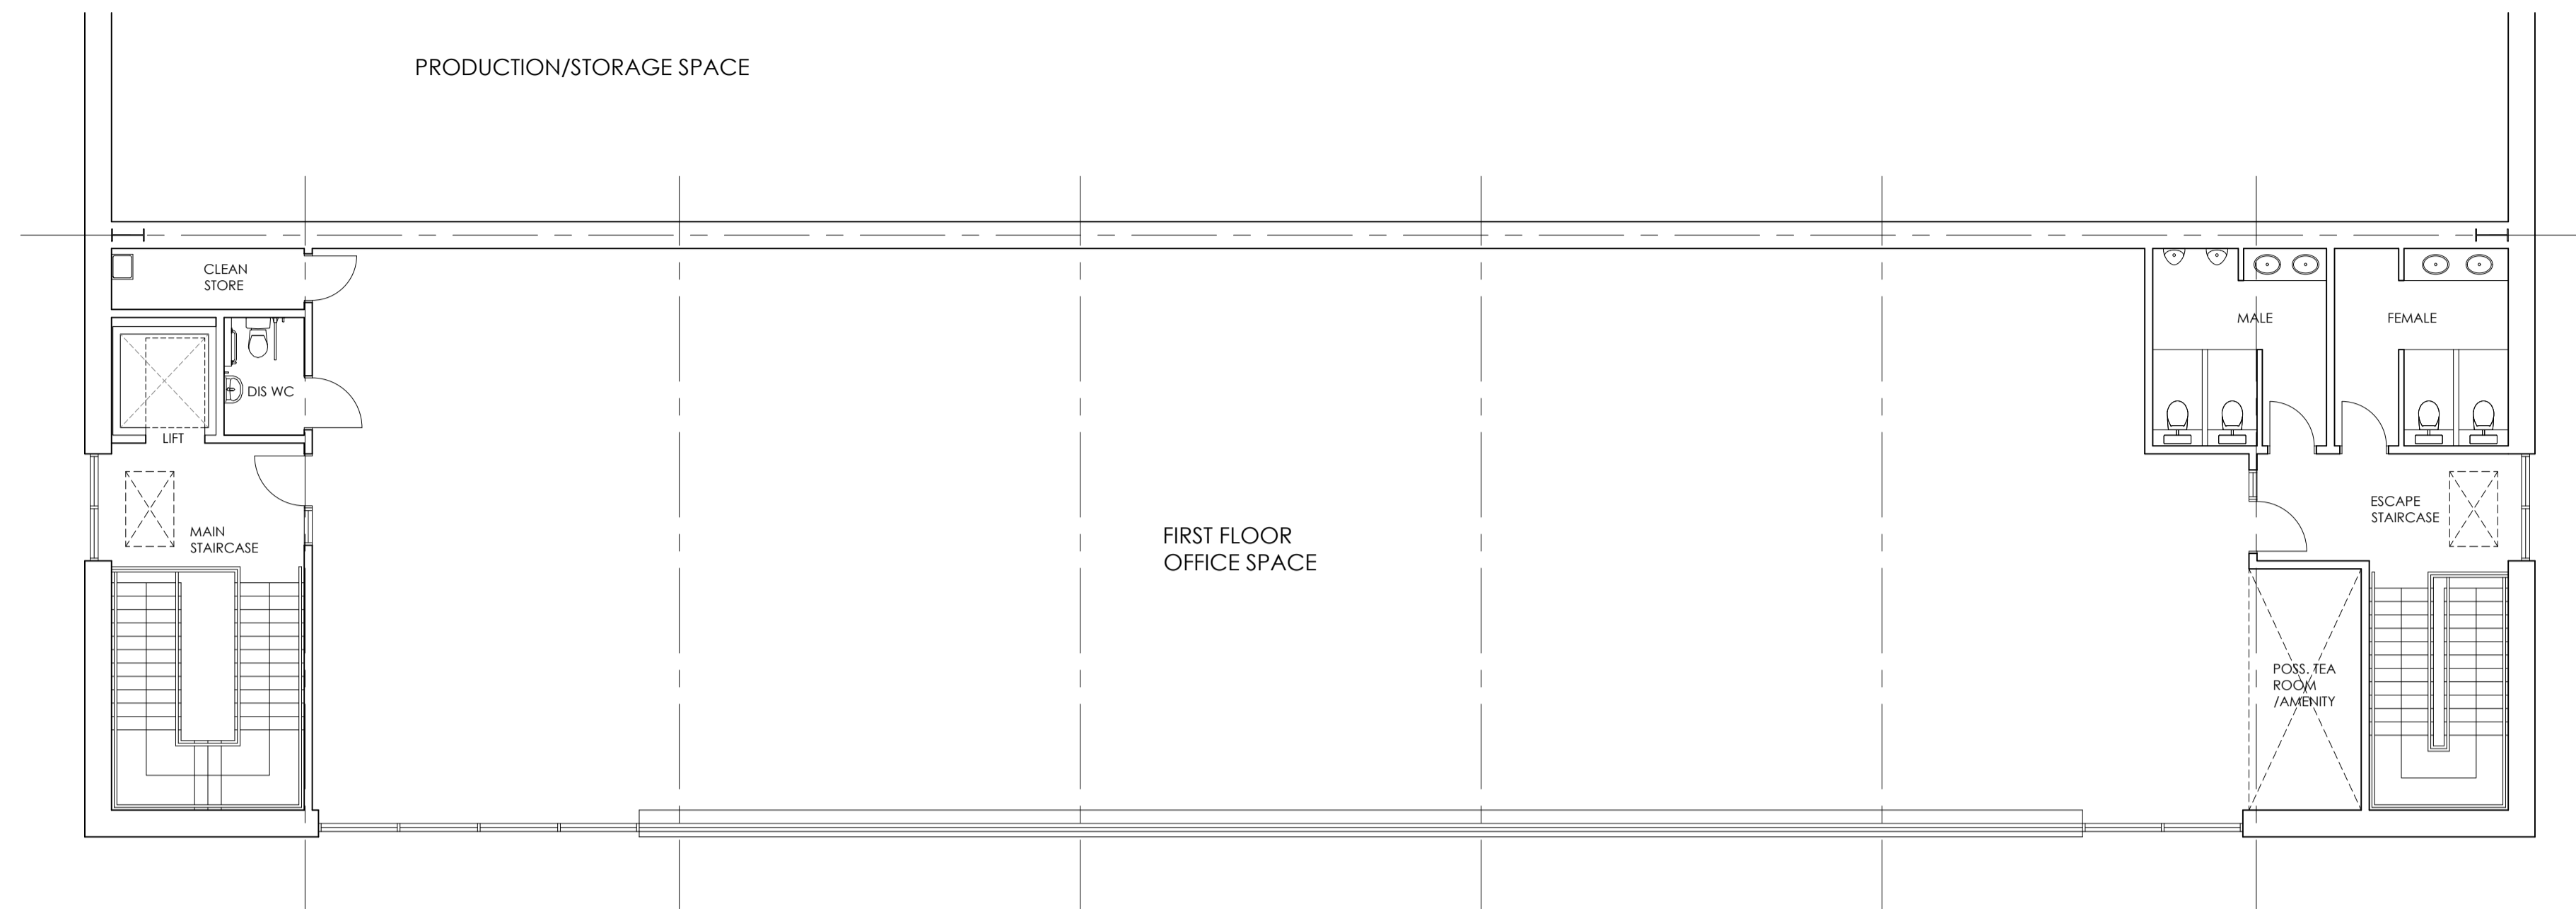 PRODUCTION/STORAGE SPACE
CLEAN
STORE
DIS WC
LIFT
MAIN
STAIRCASE
FIRST FLOOR
OFFICE SPACE
MALE
FEMALE
ESCAPE
STAIRCASE
POSS. TEA
ROOM
/AMENITY